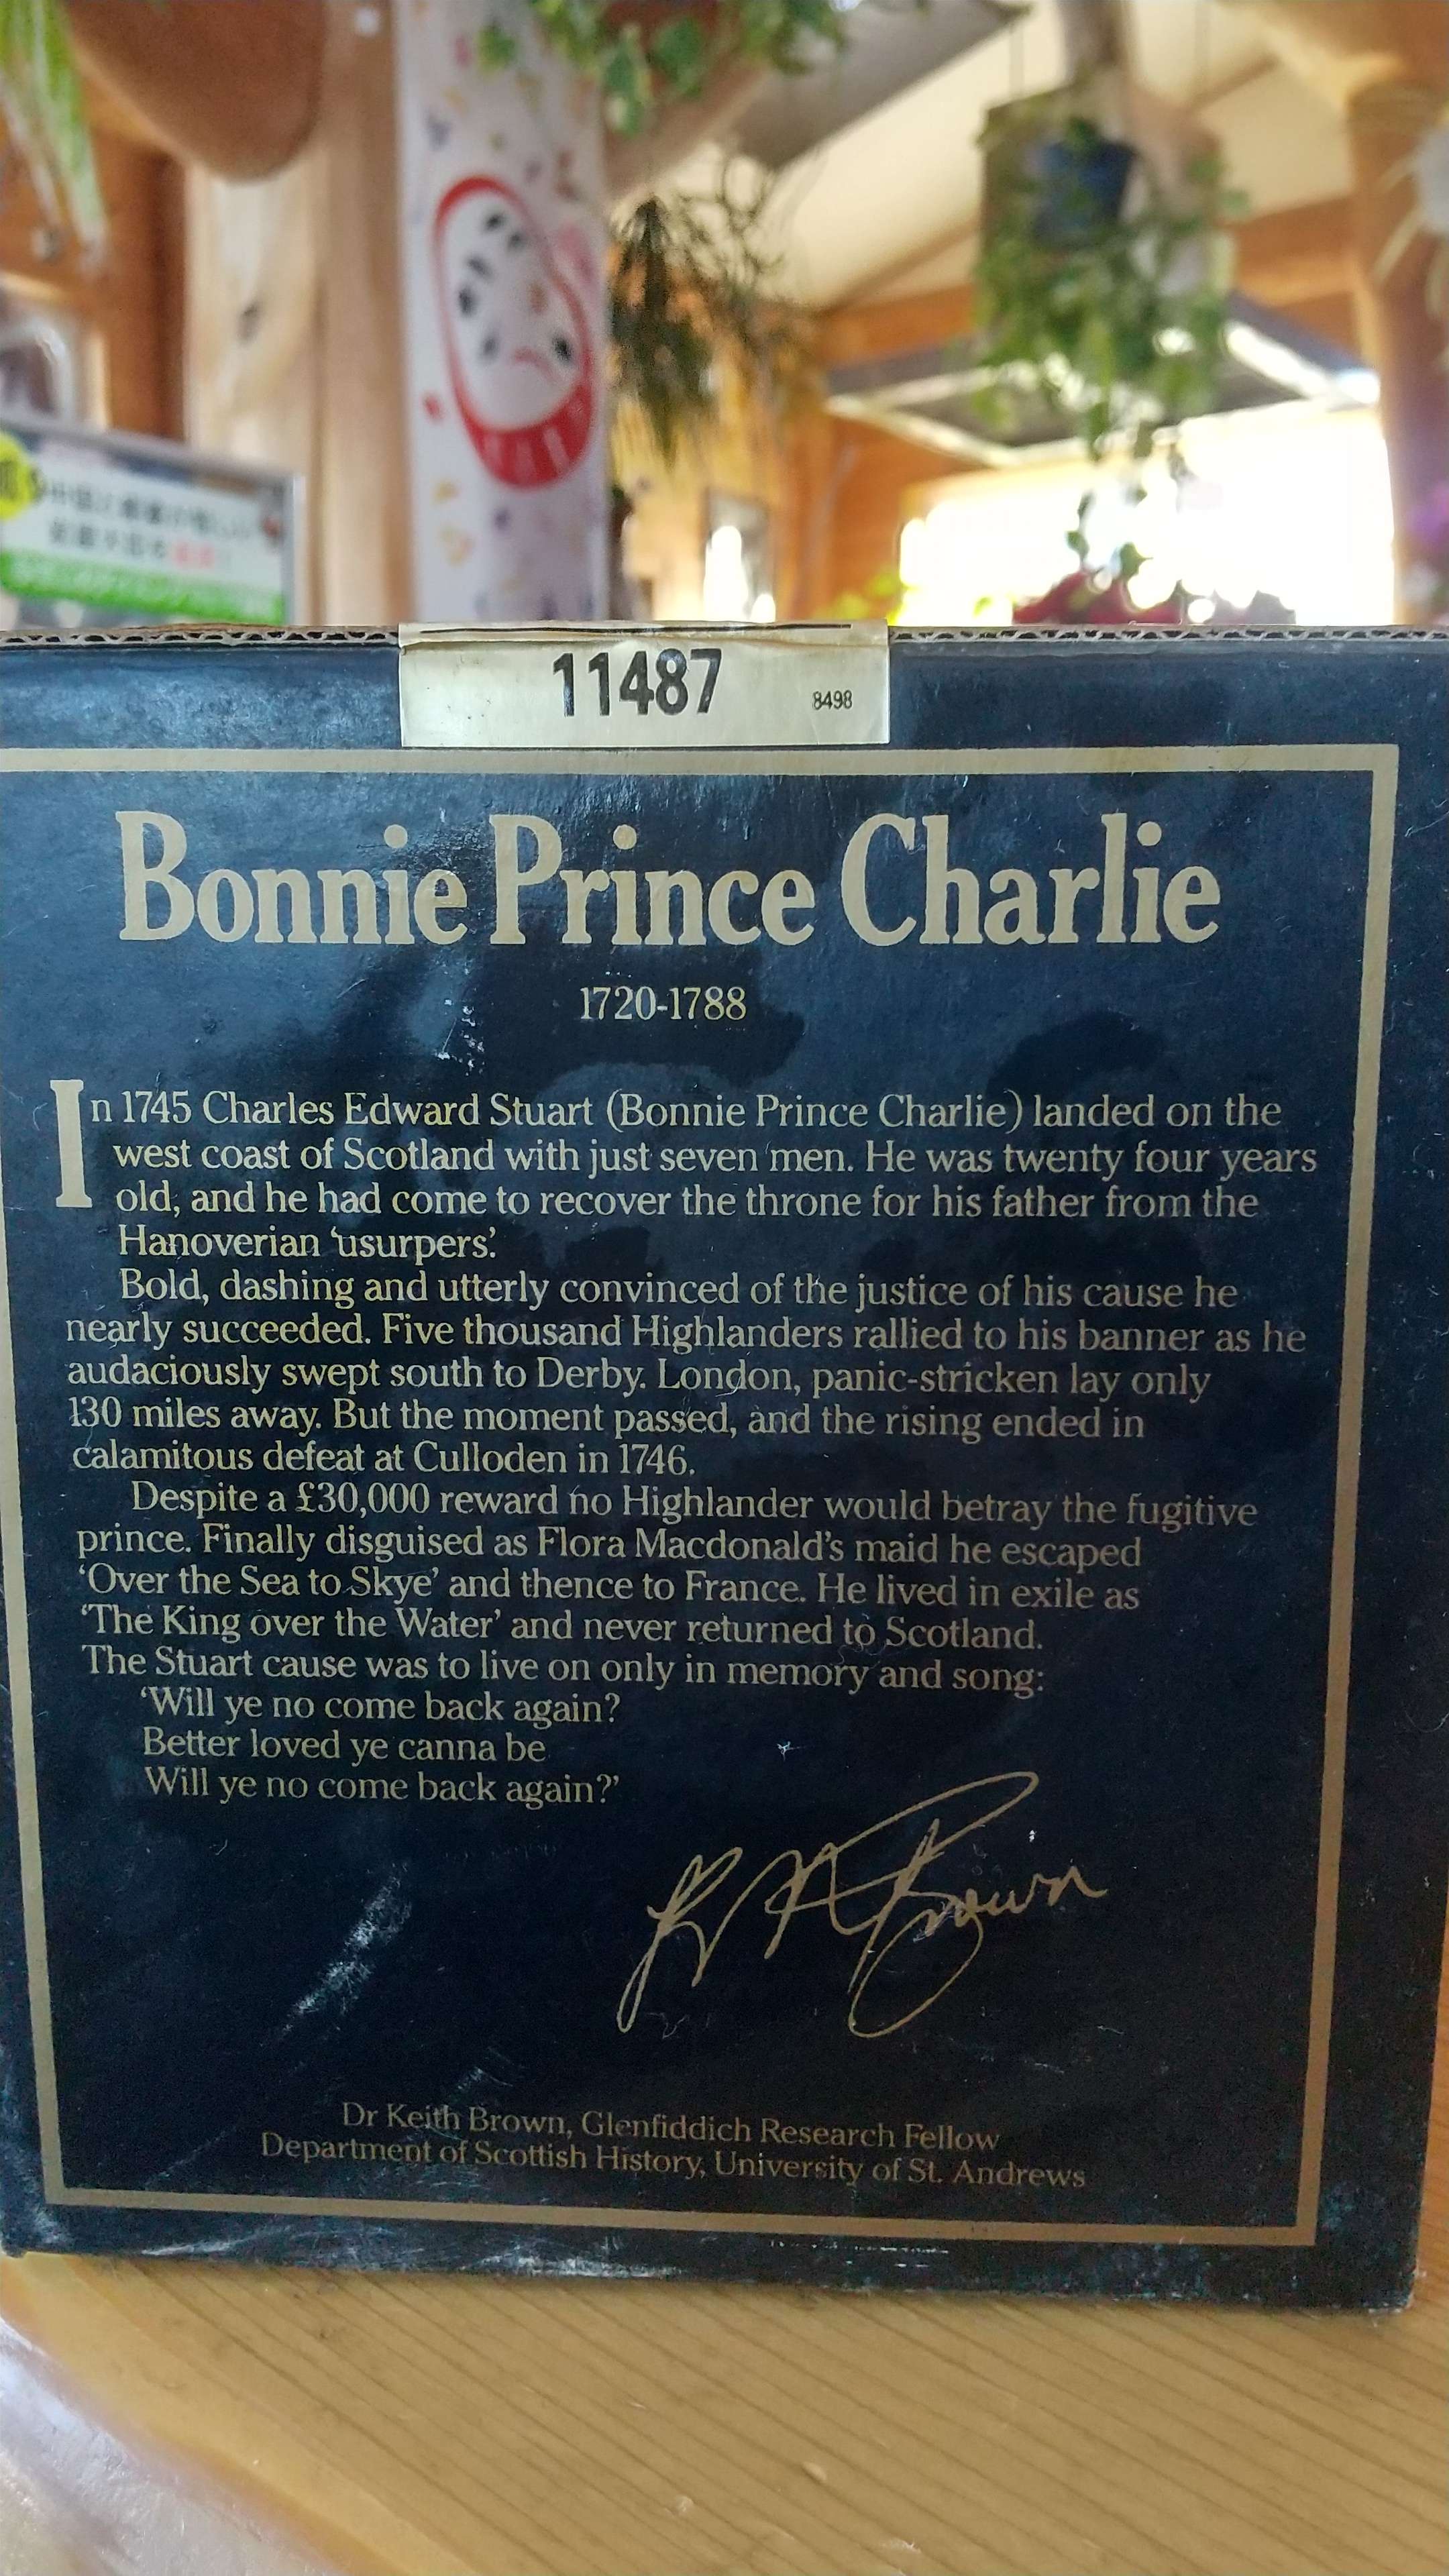 11487
8498
Bonnie Prince Charlie
1720-1788
In 1745 Charles Edward Stuart (Bonnie Prince Charlie) landed on the
west coast of Scotland with just seven men. He was twenty four years
old, and he had come to recover the throne for his father from the
Hanoverian 'usurpers'.
Bold, dashing and utterly convinced of the justice of his cause he
nearly succeeded. Five thousand Highlanders rallied to his banner as he
audaciously swept south to Derby. London, panic-stricken lay only
130 miles away. But the moment passed, and the rising ended in
calamitous defeat at Culloden in 1746.
Despite a £30,000 reward no Highlander would betray the fugitive
prince. Finally disguised as Flora Macdonald's maid he escaped
'Over the Sea to Skye' and thence to France. He lived in exile as
'The King over the Water' and never returned to Scotland.
The Stuart cause was to live on only in memory and song:
'Will ye no come back again?
Better loved ye canna be
Will ye no come back again?'
K M Brown
Dr Keith Brown, Glenfiddich Research Fellow
Department of Scottish History, University of St. Andrews